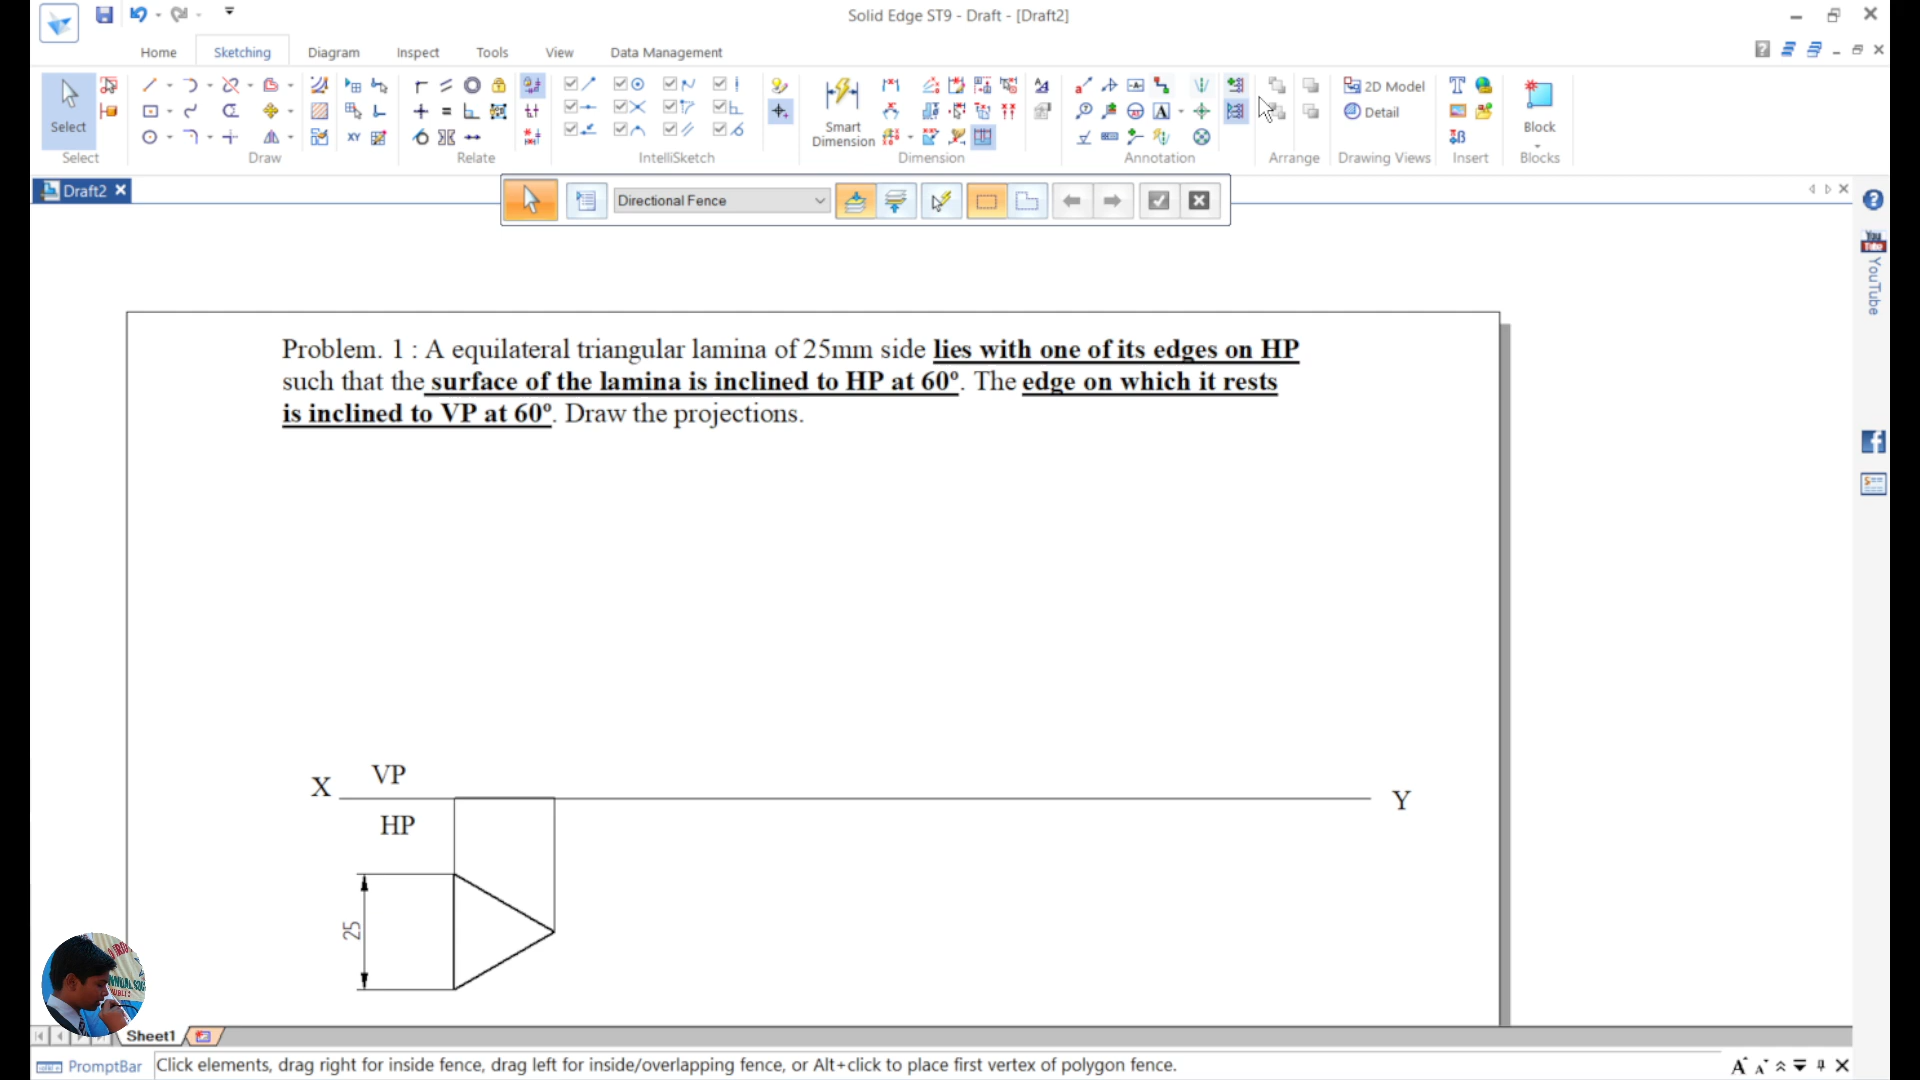 Solid Edge ST9 - Draft - [Draft2]
Home Sketching Diagram Inspect Tools View Data Management
Select
Smart Dimension
2D Model
Detail
Block
Select Draw Relate IntelliSketch Dimension Annotation Arrange Drawing Views Insert Blocks
Draft2
Directional Fence
YouTube
Problem. 1 : A equilateral triangular lamina of 25mm side lies with one of its edges on HP
such that the surface of the lamina is inclined to HP at 60º. The edge on which it rests
is inclined to VP at 60º. Draw the projections.
X VP
Y
HP
25
Sheet1
PromptBar Click elements, drag right for inside fence, drag left for inside/overlapping fence, or Alt+click to place first vertex of polygon fence.